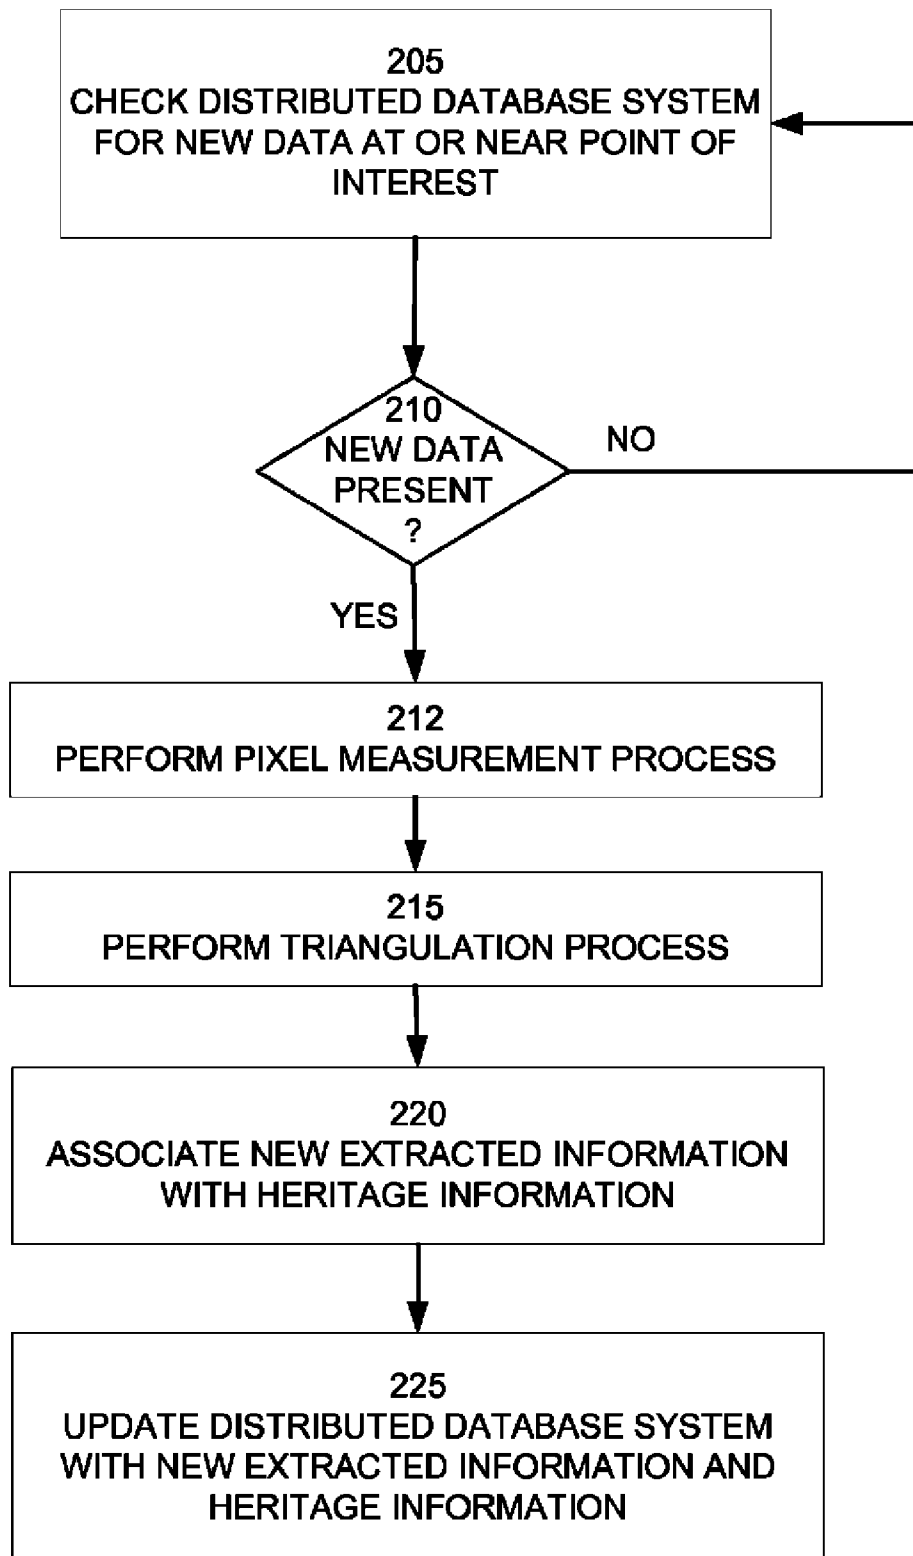 205
CHECK DISTRIBUTED DATABASE SYSTEM
FOR NEW DATA AT OR NEAR POINT OF
INTEREST
210
NEW DATA
PRESENT
?
NO
YES
212
PERFORM PIXEL MEASUREMENT PROCESS
215
PERFORM TRIANGULATION PROCESS
220
ASSOCIATE NEW EXTRACTED INFORMATION
WITH HERITAGE INFORMATION
225
UPDATE DISTRIBUTED DATABASE SYSTEM
WITH NEW EXTRACTED INFORMATION AND
HERITAGE INFORMATION